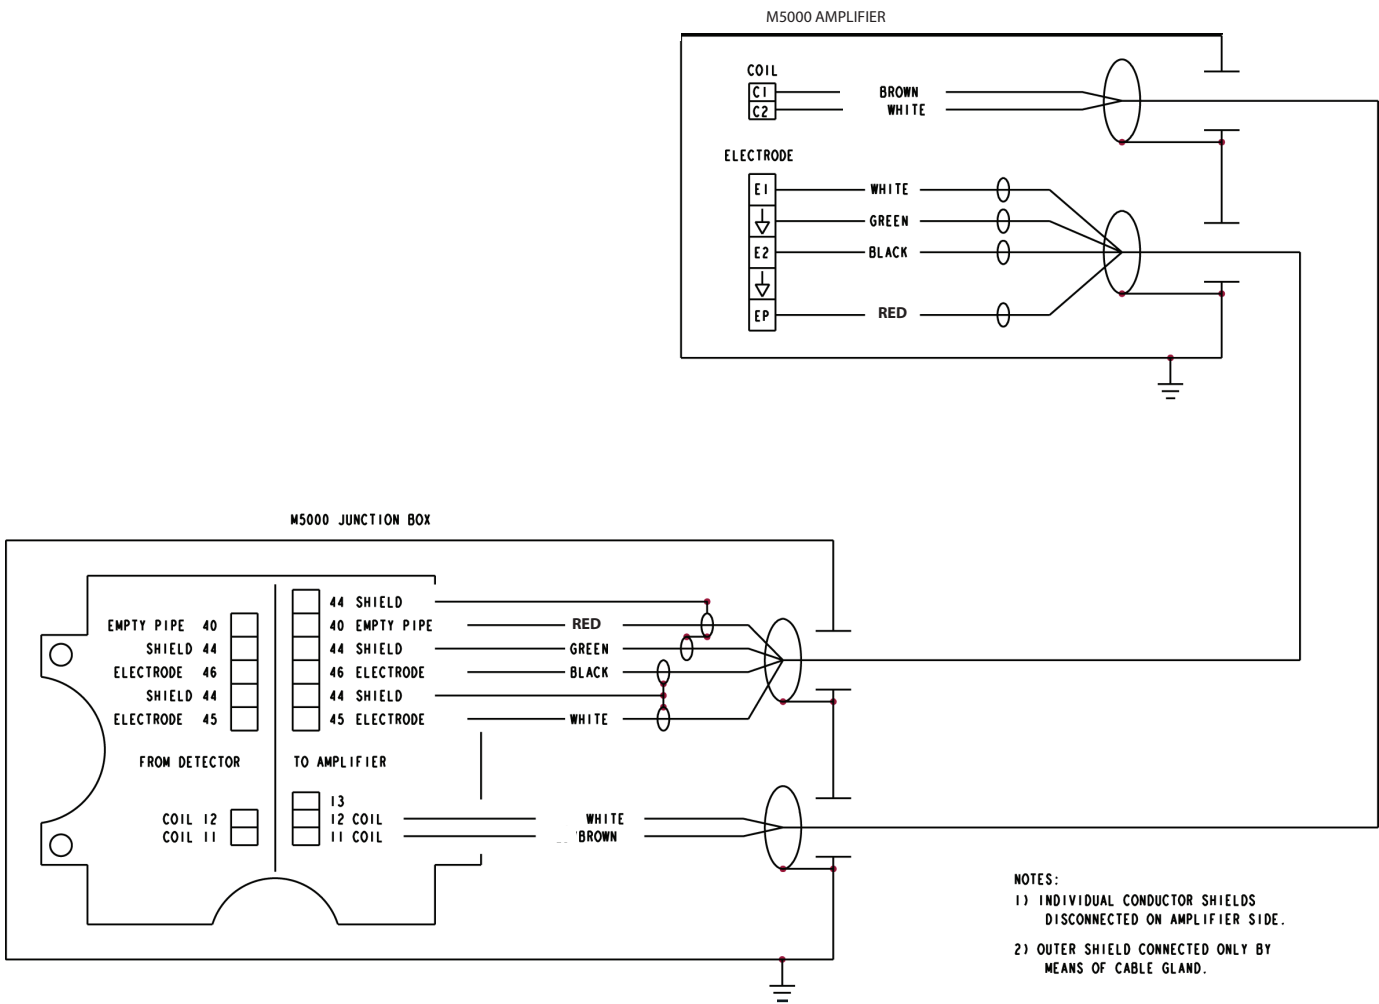 M5000 AMPLIFIER
COIL
C1 BROWN
C2 WHITE
ELECTRODE
E1 WHITE
GREEN
E2 BLACK
EP RED
M5000 JUNCTION BOX
44 SHIELD
EMPTY PIPE 40 40 EMPTY PIPE RED
SHIELD 44 44 SHIELD GREEN
ELECTRODE 46 46 ELECTRODE BLACK
SHIELD 44 44 SHIELD
ELECTRODE 45 45 ELECTRODE WHITE
FROM DETECTOR TO AMPLIFIER
13
COIL 12 12 COIL WHITE
COIL 11 11 COIL BROWN
NOTES:
1) INDIVIDUAL CONDUCTOR SHIELDS
DISCONNECTED ON AMPLIFIER SIDE.
2) OUTER SHIELD CONNECTED ONLY BY
MEANS OF CABLE GLAND.